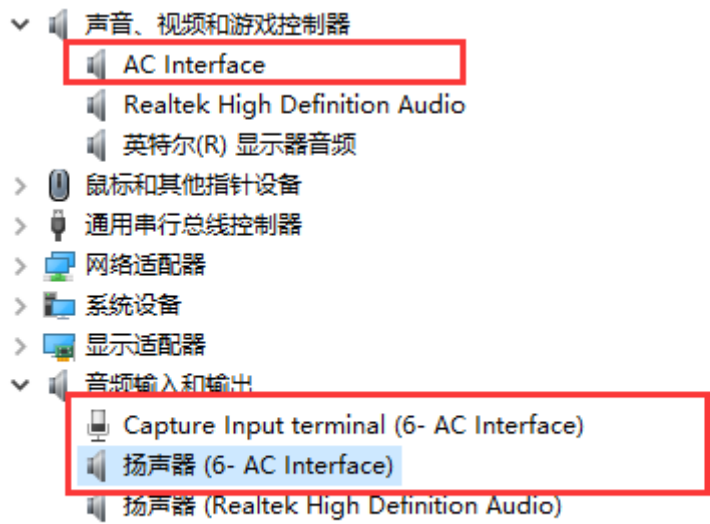 声音、视频和游戏控制器
AC Interface
Realtek High Definition Audio
英特尔(R) 显示器音频
鼠标和其他指针设备
通用串行总线控制器
网络适配器
系统设备
显示适配器
音频输入和输出
Capture Input terminal (6- AC Interface)
扬声器 (6- AC Interface)
扬声器 (Realtek High Definition Audio)